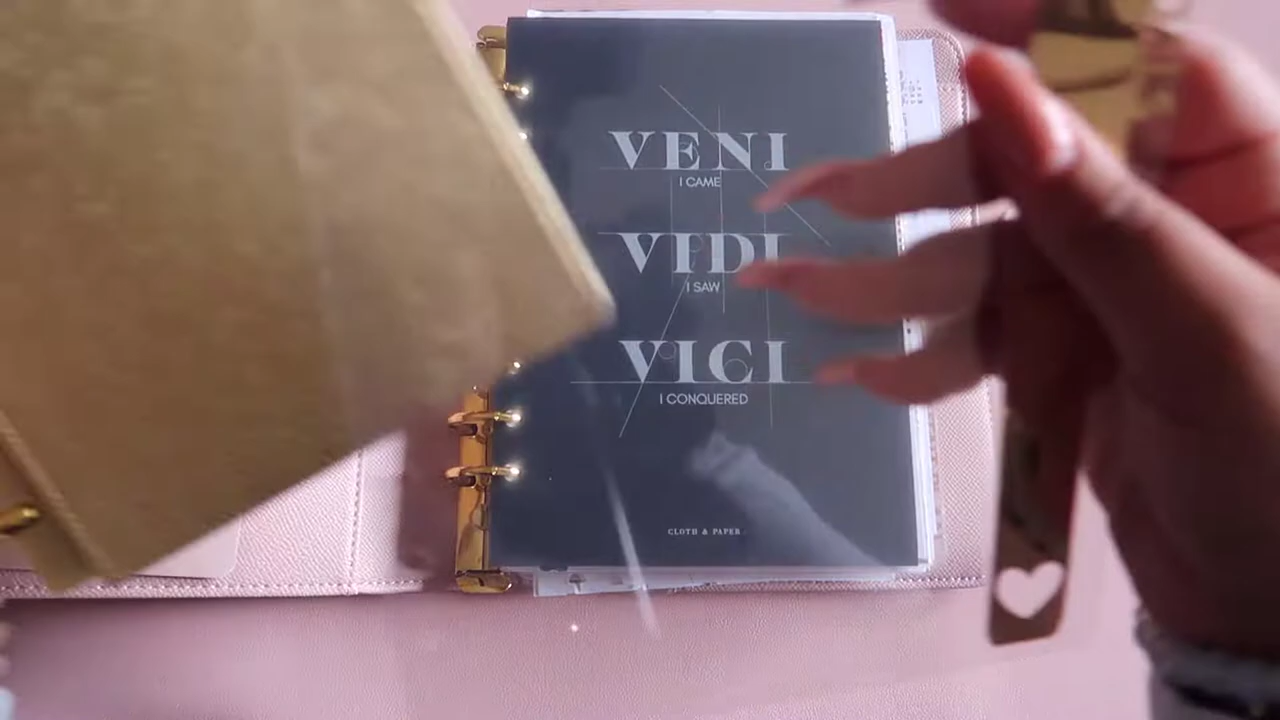 VENI
I CAME
VIDI
I SAW
VICI
I CONQUERED
CLOTH & PAPER